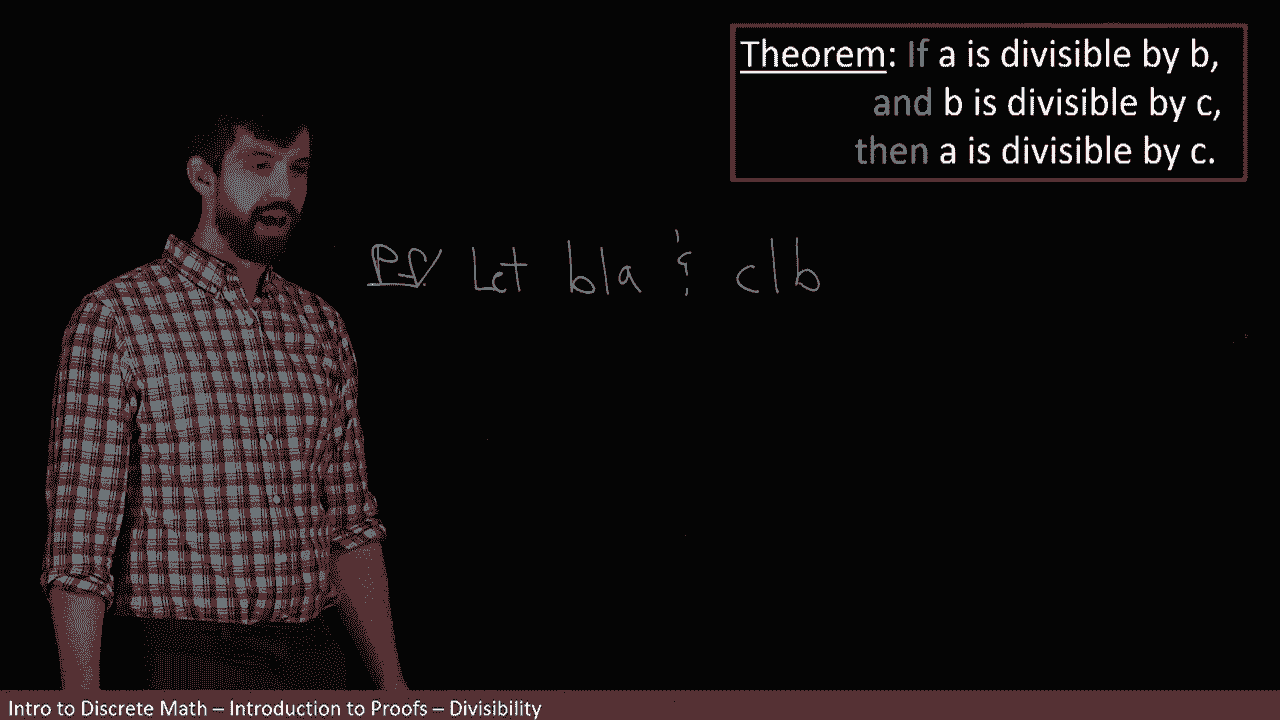 Theorem: If a is divisible by b,
and b is divisible by c,
then a is divisible by c.
Pf/ Let b|a & c|b
Intro to Discrete Math – Introduction to Proofs – Divisibility